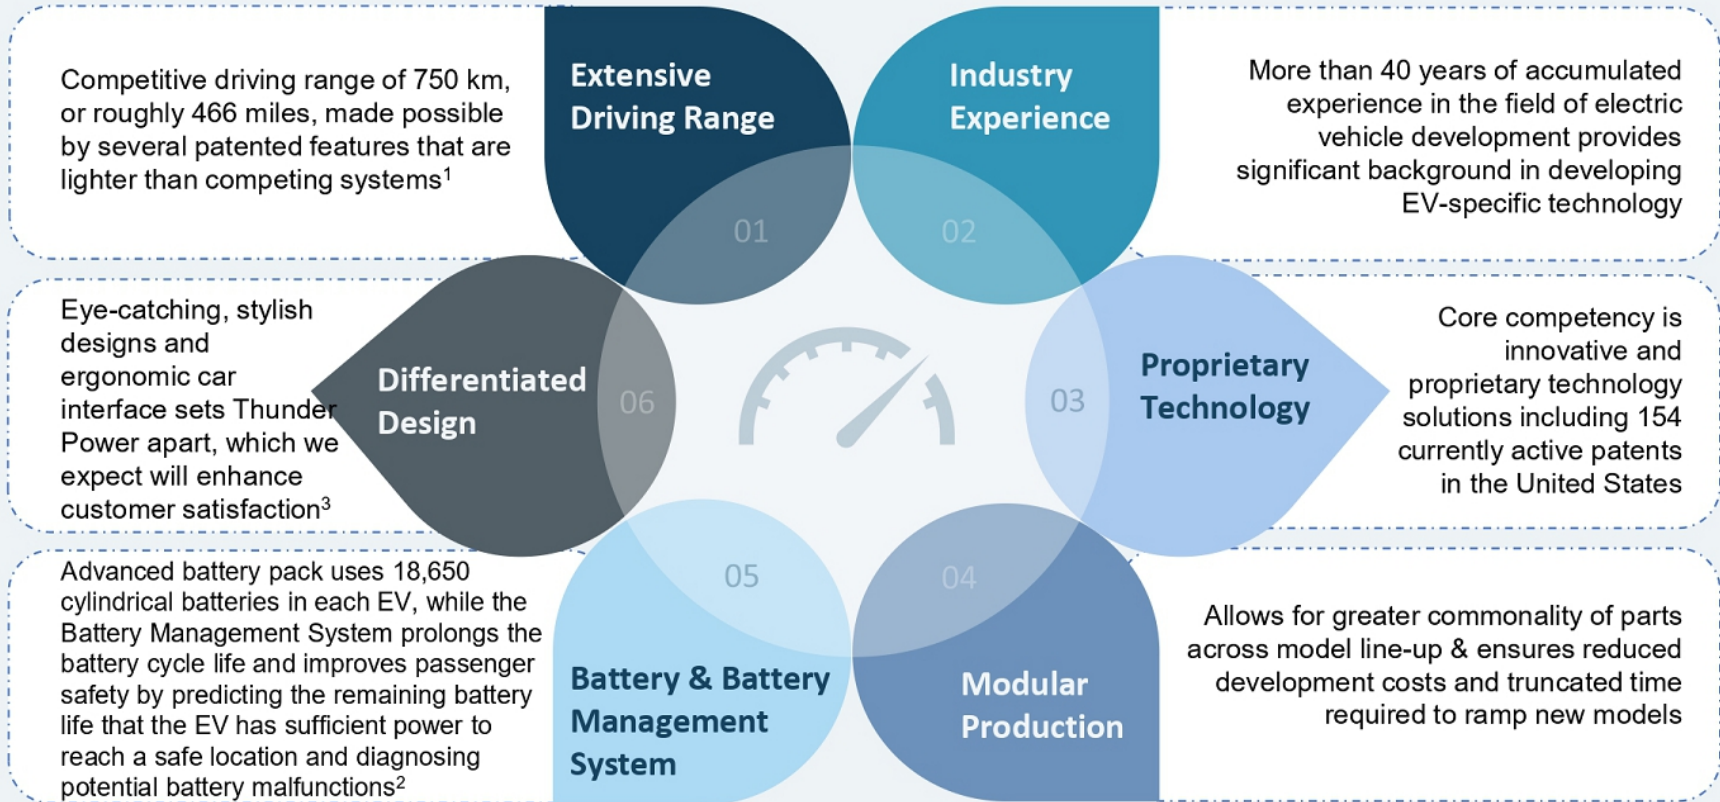 Extensive
Driving Range
01
Competitive driving range of 750 km,
or roughly 466 miles, made possible
by several patented features that are
lighter than competing systems¹
Industry
Experience
02
More than 40 years of accumulated
experience in the field of electric
vehicle development provides
significant background in developing
EV-specific technology
Proprietary
Technology
03
Core competency is
innovative and
proprietary technology
solutions including 154
currently active patents
in the United States
Modular
Production
04
Allows for greater commonality of parts
across model line-up & ensures reduced
development costs and truncated time
required to ramp new models
Battery & Battery
Management
System
05
Advanced battery pack uses 18,650
cylindrical batteries in each EV, while the
Battery Management System prolongs the
battery cycle life and improves passenger
safety by predicting the remaining battery
life that the EV has sufficient power to
reach a safe location and diagnosing
potential battery malfunctions²
Differentiated
Design
06
Eye-catching, stylish
designs and
ergonomic car
interface sets Thunder
Power apart, which we
expect will enhance
customer satisfaction³